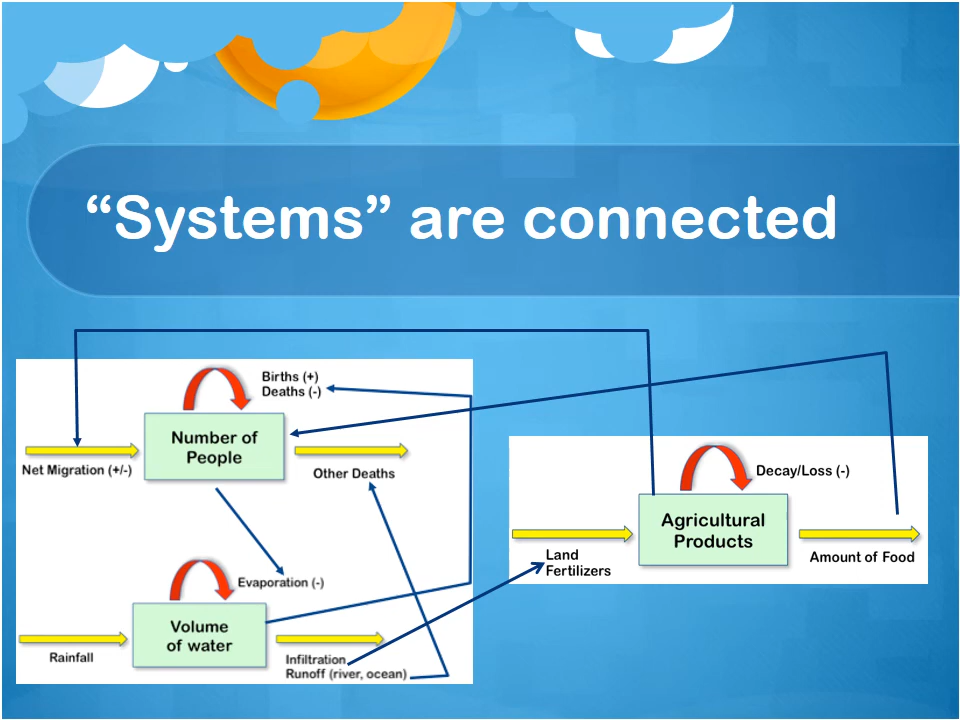 “Systems” are connected
Births (+)
Deaths (-)
Number of
People
Net Migration (+/-)
Other Deaths
Evaporation (-)
Volume
of water
Rainfall
Infiltration
Runoff (river, ocean)
Decay/Loss (-)
Agricultural
Products
Land
Fertilizers
Amount of Food